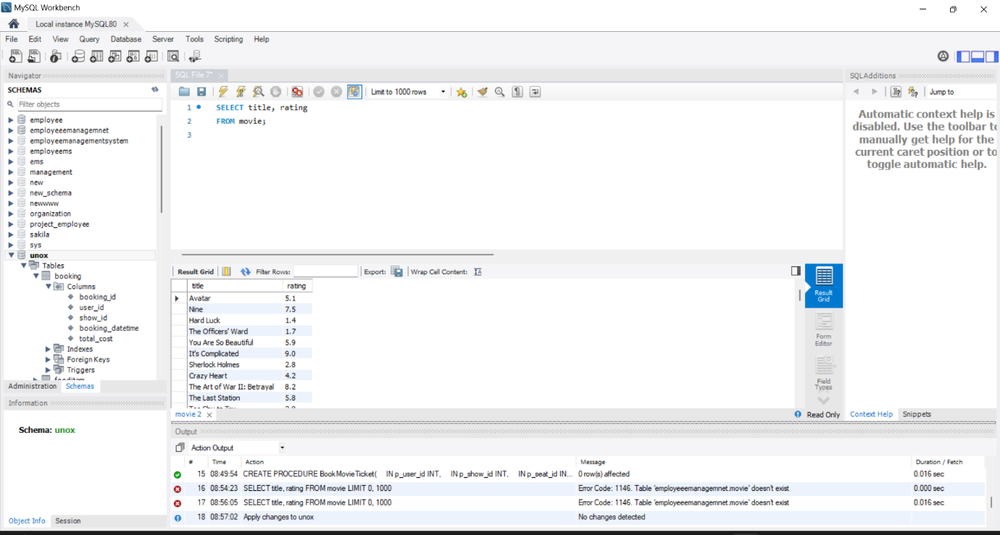 MySQL Workbench
Local instance MySQL80
File Edit View Query Database Server Tools Scripting Help
Navigator
SCHEMAS
Filter objects
employee
employeeemanagemnet
employeemanagementsystem
employeems
ems
management
new
new_schema
newwww
organization
project_employee
sakila
sys
unox
Tables
booking
Columns
booking_id
user_id
show_id
booking_datetime
total_cost
Indexes
Foreign Keys
Triggers
Administration Schemas
Information
Schema: unox
Object Info Session
SQL File 7*
Limit to 1000 rows
1 SELECT title, rating
2 FROM movie;
3
Result Grid Filter Rows: Export: Wrap Cell Content:
title rating
Avatar 5.1
Nine 7.5
Hard Luck 1.4
The Officers' Ward 1.7
You Are So Beautiful 5.9
It's Complicated 9.0
Sherlock Holmes 2.8
Crazy Heart 4.2
The Art of War II: Betrayal 8.2
The Last Station 5.8
Result Grid
Form Editor
Field Types
movie 2
Read Only
SQLAdditions
Jump to
Automatic context help is
disabled. Use the toolbar to
manually get help for the
current caret position or to
toggle automatic help.
Context Help Snippets
Output
Action Output
# Time Action Message Duration / Fetch
15 08:49:54 CREATE PROCEDURE BookMovieTicket( IN p_user_id INT, IN p_show_id INT, IN p_seat_id IN... 0 row(s) affected 0.016 sec
16 08:54:23 SELECT title, rating FROM movie LIMIT 0, 1000 Error Code: 1146. Table 'employeeemanagemnet.movie' doesn't exist 0.000 sec
17 08:56:05 SELECT title, rating FROM movie LIMIT 0, 1000 Error Code: 1146. Table 'employeeemanagemnet.movie' doesn't exist 0.016 sec
18 08:57:02 Apply changes to unox No changes detected